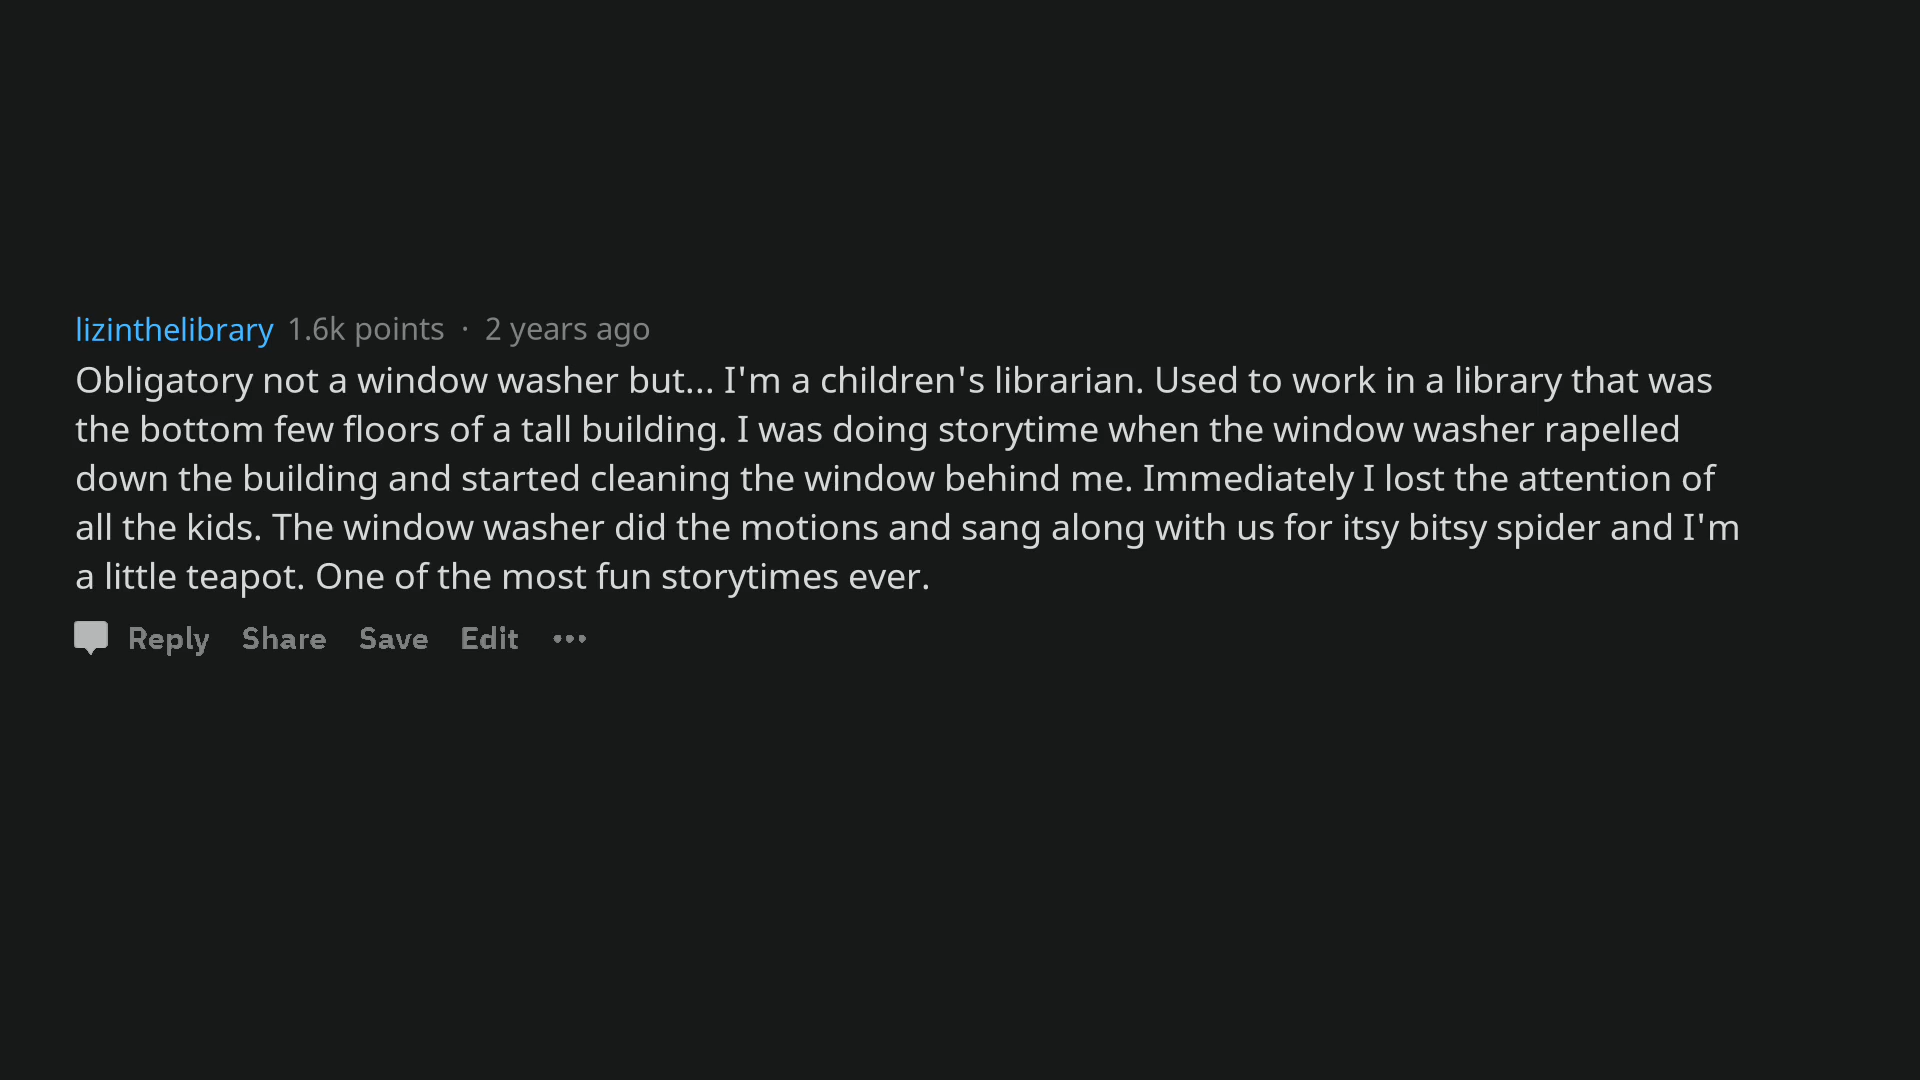 lizinthelibrary 1.6k points · 2 years ago
Obligatory not a window washer but... I'm a children's librarian. Used to work in a library that was
the bottom few floors of a tall building. I was doing storytime when the window washer rapelled
down the building and started cleaning the window behind me. Immediately I lost the attention of
all the kids. The window washer did the motions and sang along with us for itsy bitsy spider and I'm
a little teapot. One of the most fun storytimes ever.
Reply Share Save Edit •••